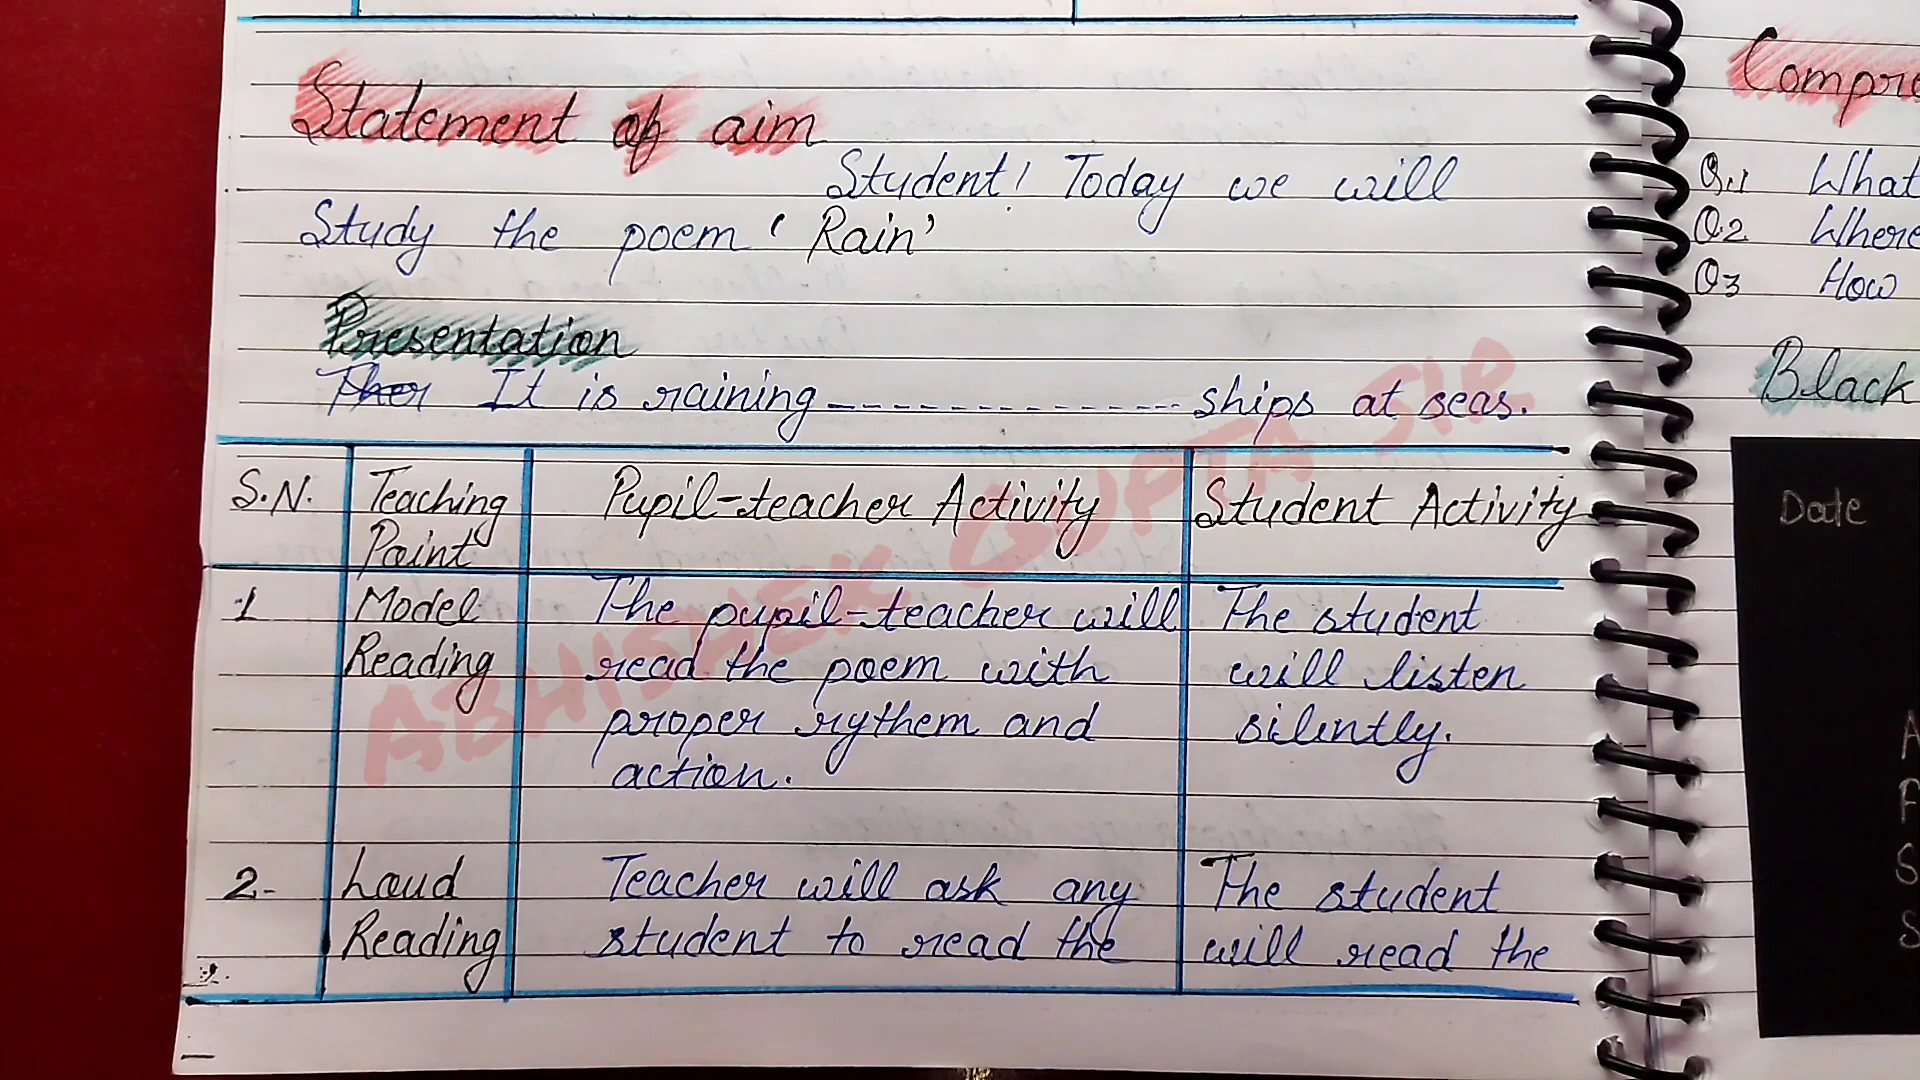 Statement of aim
Student! Today we will
Study the poem ' Rain'
Presentation
It is raining -------------- ships at seas.
S.N. Teaching Point Pupil-teacher Activity Student Activity
1 Model The pupil-teacher will The student
Reading read the poem with will listen
proper rythem and silently.
action.
2- Loud Teacher will ask any The student
Reading student to read the will read the
ABHISHEK GUPTA SIR
Compre
Q.1 What
Q.2 Where
Q3 How
Black
Date
A
P
S
S